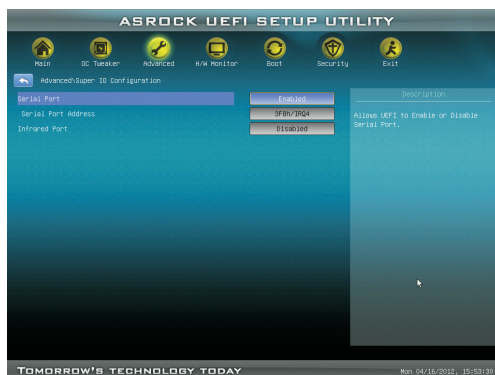 ASROCK UEFI SETUP UTILITY
Main OC Tweaker Advanced H/W Monitor Boot Security Exit
Advanced\Super IO Configuration
Serial Port Enabled
Serial Port Address 3F8h/IRQ4
Infrared Port Disabled
Description
Allows UEFI to Enable or Disable
Serial Port.
TOMORROW'S TECHNOLOGY TODAY
Mon 04/16/2012, 15:53:30